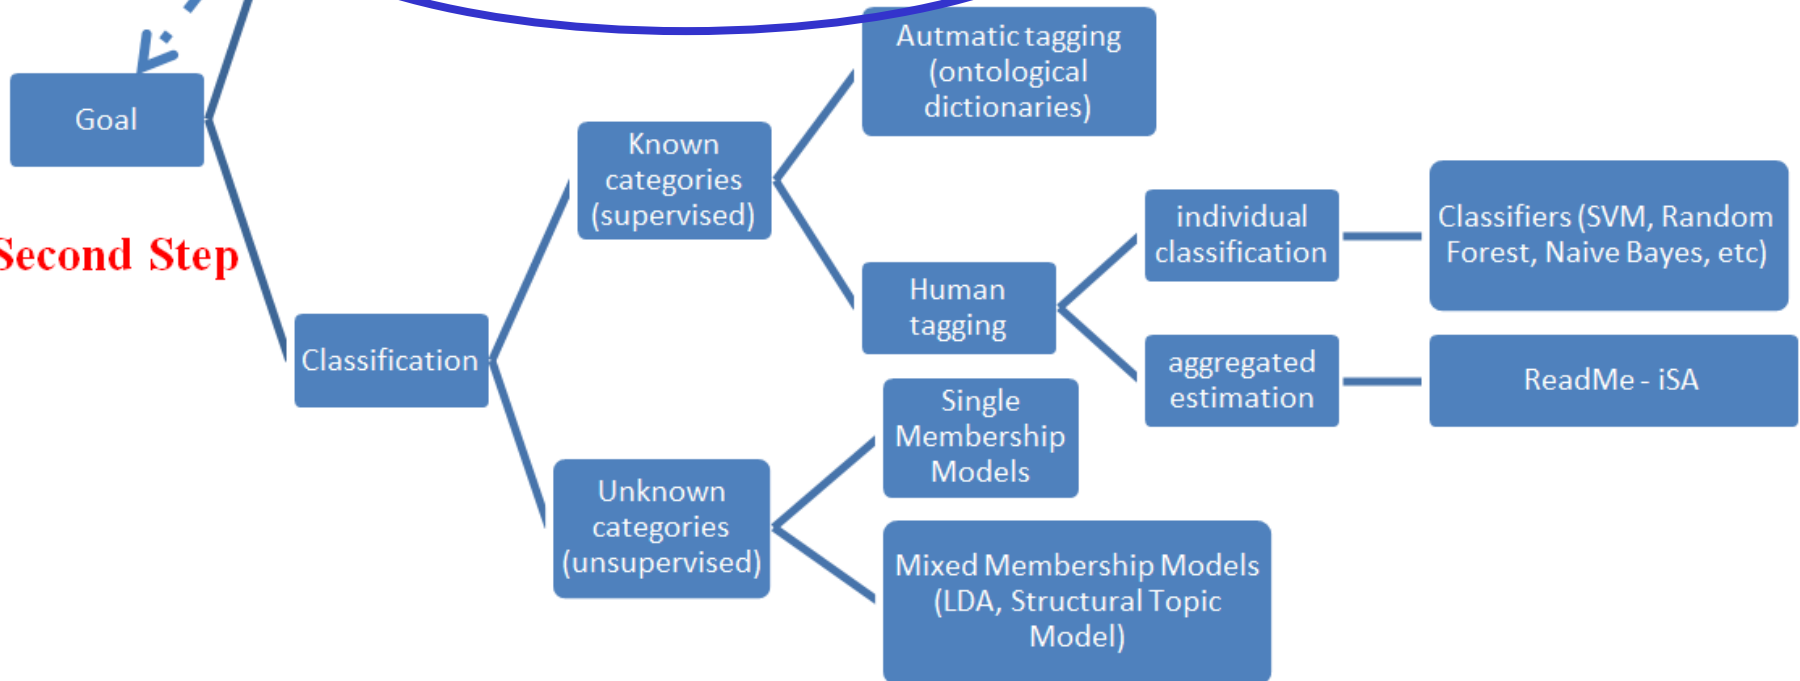 Goal
Second Step
Classification
Known
categories
(supervised)
Unknown
categories
(unsupervised)
Autmatic tagging
(ontological
dictionaries)
Human
tagging
Single
Membership
Models
Mixed Membership Models
(LDA, Structural Topic
Model)
individual
classification
aggregated
estimation
Classifiers (SVM, Random
Forest, Naive Bayes, etc)
ReadMe - iSA